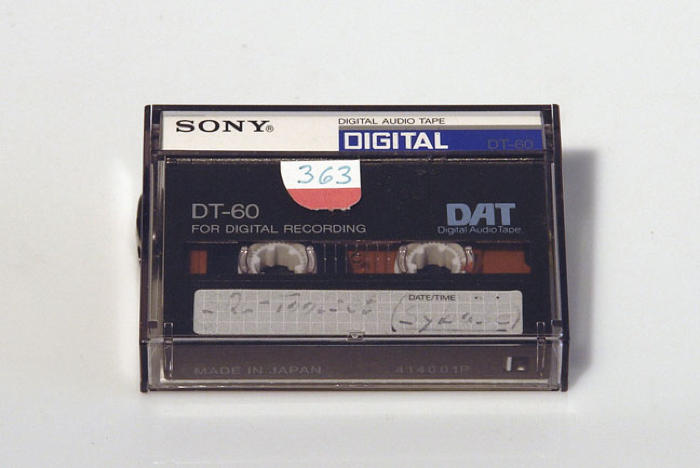 SONY®
DIGITAL AUDIO TAPE
DIGITAL
DT-60
363
DT-60
FOR DIGITAL RECORDING
DAT
Digital Audio Tape
DATE/TIME
MADE IN JAPAN
414601P